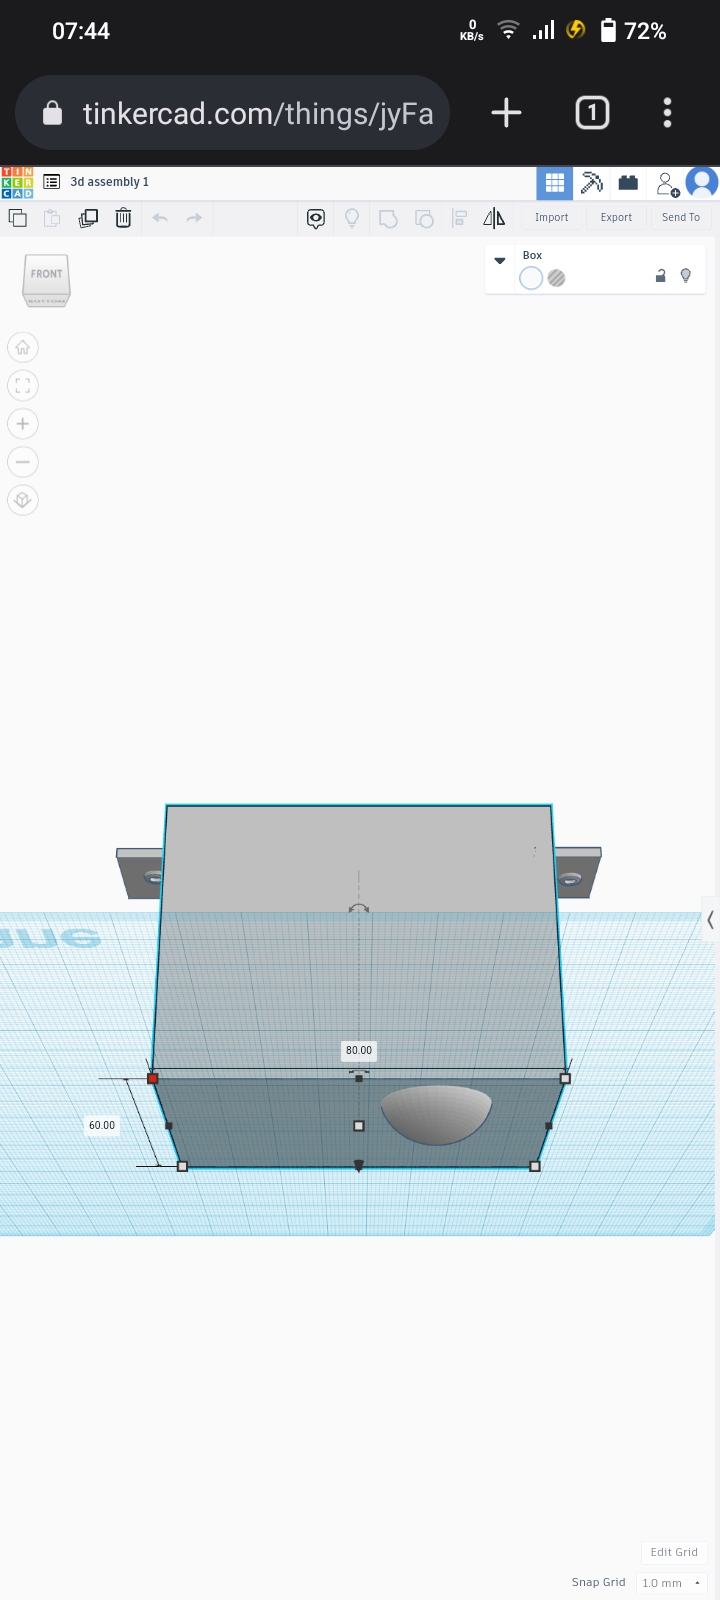 07:44
0
KB/s
72%
tinkercad.com/things/jyFa
1
TIN
KER
CAD
3d assembly 1
Import
Export
Send To
FRONT
BOTTOM
Box
80.00
60.00
Edit Grid
Snap Grid
1.0 mm